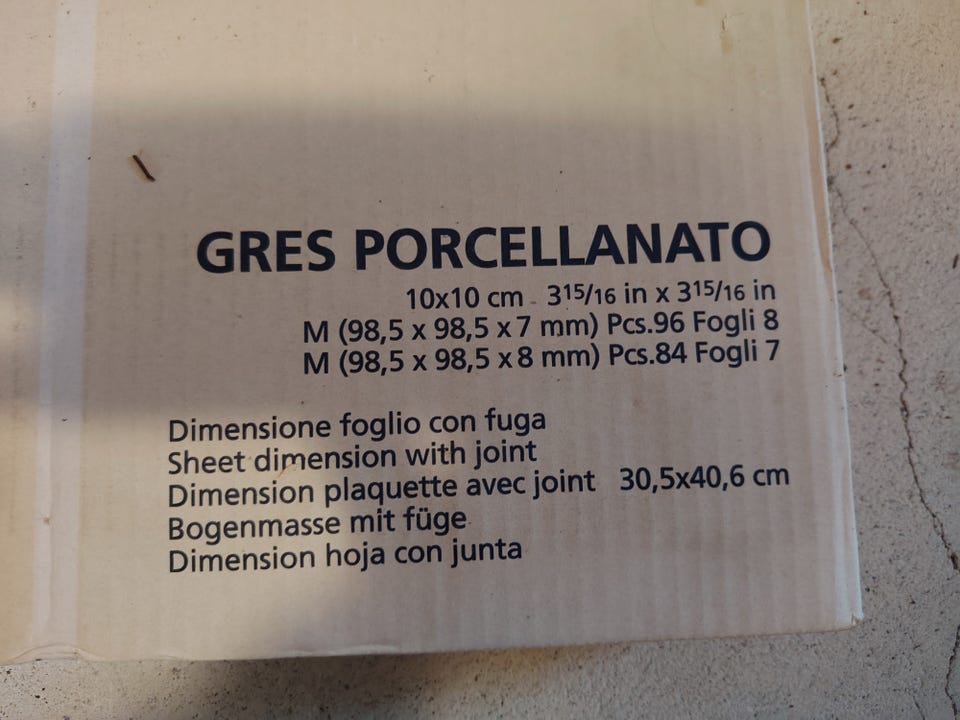 GRES PORCELLANATO
10x10 cm - 3 15/16 in x 3 15/16 in
M (98,5 x 98,5 x 7 mm) Pcs.96 Fogli 8
M (98,5 x 98,5 x 8 mm) Pcs.84 Fogli 7
Dimensione foglio con fuga
Sheet dimension with joint
Dimension plaquette avec joint 30,5x40,6 cm
Bogenmasse mit füge
Dimension hoja con junta